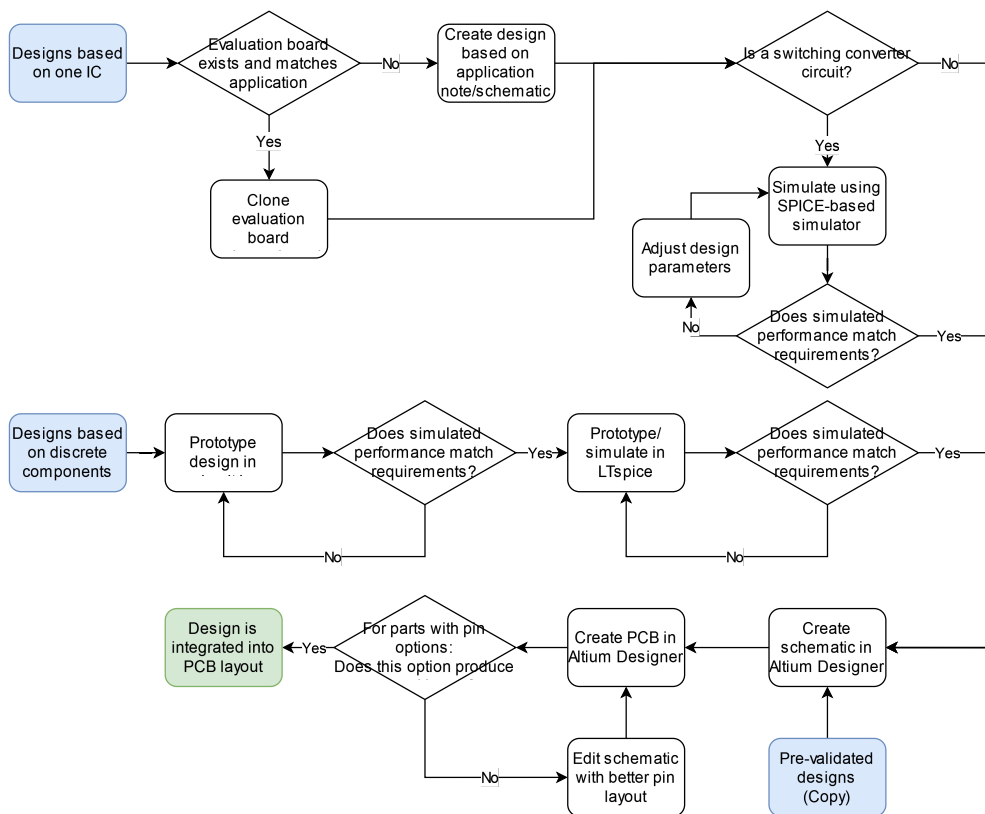 Designs based
on one IC
Evaluation board
exists and matches
application
No
Create design
based on
application
note/schematic
Is a switching converter
circuit?
No
Yes
Yes
Clone
evaluation
board
Simulate using
SPICE-based
simulator
Adjust design
parameters
No
Does simulated
performance match
requirements?
Yes
Designs based
on discrete
components
Prototype
design in
Does simulated
performance match
requirements?
Yes
Prototype/
simulate in
LTspice
Does simulated
performance match
requirements?
Yes
No
No
Design is
integrated into
PCB layout
Yes
For parts with pin
options:
Does this option produce
Create PCB in
Altium Designer
Create
schematic in
Altium Designer
No
Edit schematic
with better pin
layout
Pre-validated
designs
(Copy)